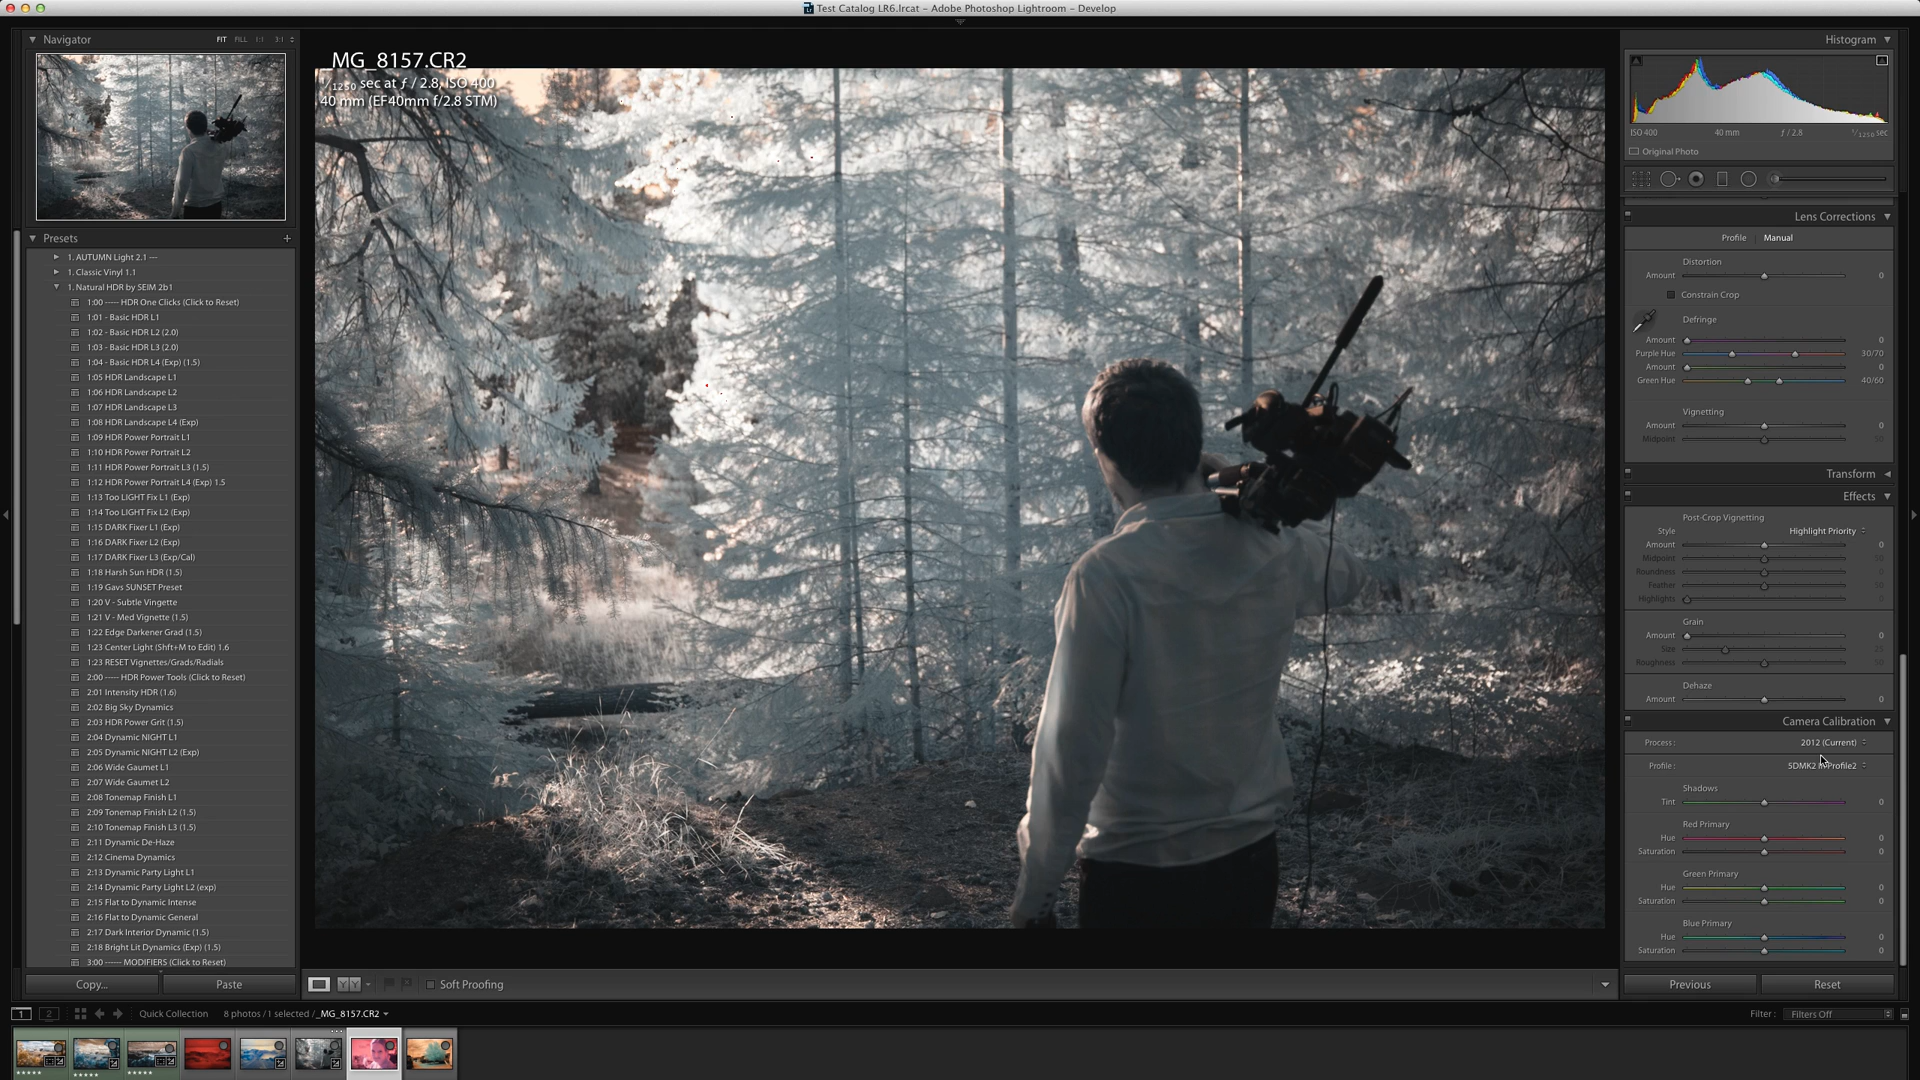 Test Catalog LR6.lrcat - Adobe Photoshop Lightroom - Develop
Navigator
FIT FILL 1:1 3:1
Presets
1. AUTUMN Light 2.1 ---
1. Classic Vinyl 1.1
1. Natural HDR by SEIM 2b1
1:00 ----- HDR One Clicks (Click to Reset)
1:01 - Basic HDR L1
1:02 - Basic HDR L2 (2.0)
1:03 - Basic HDR L3 (2.0)
1:04 - Basic HDR L4 (Exp) (1.5)
1:05 HDR Landscape L1
1:06 HDR Landscape L2
1:07 HDR Landscape L3
1:08 HDR Landscape L4 (Exp)
1:09 HDR Power Portrait L1
1:10 HDR Power Portrait L2
1:11 HDR Power Portrait L3 (1.5)
1:12 HDR Power Portrait L4 (Exp) 1.5
1:13 Too LIGHT Fix L1 (Exp)
1:14 Too LIGHT Fix L2 (Exp)
1:15 DARK Fixer L1 (Exp)
1:16 DARK Fixer L2 (Exp)
1:17 DARK Fixer L3 (Exp/Cal)
1:18 Harsh Sun HDR (1.5)
1:19 Gavs SUNSET Preset
1:20 V - Subtle Vingette
1:21 V - Med Vignette (1.5)
1:22 Edge Darkener Grad (1.5)
1:23 Center Light (Shft+M to Edit) 1.6
1:23 RESET Vignettes/Grads/Radials
2:00 ----- HDR Power Tools (Click to Reset)
2:01 Intensity HDR (1.6)
2:02 Big Sky Dynamics
2:03 HDR Power Grit (1.5)
2:04 Dynamic NIGHT L1
2:05 Dynamic NIGHT L2 (Exp)
2:06 Wide Gaumet L1
2:07 Wide Gaumet L2
2:08 Tonemap Finish L1
2:09 Tonemap Finish L2 (1.5)
2:10 Tonemap Finish L3 (1.5)
2:11 Dynamic De-Haze
2:12 Cinema Dynamics
2:13 Dynamic Party Light L1
2:14 Dynamic Party Light L2 (exp)
2:15 Flat to Dynamic Intense
2:16 Flat to Dynamic General
2:17 Dark Interior Dynamic (1.5)
2:18 Bright Lit Dynamics (Exp) (1.5)
3:00 ------ MODIFIERS (Click to Reset)
Copy... Paste
_MG_8157.CR2
1/1250 sec at ƒ / 2.8, ISO 400
40 mm (EF40mm f/2.8 STM)
Soft Proofing
Histogram
ISO 400 40 mm ƒ / 2.8 1/1250 sec
Original Photo
Lens Corrections
Profile Manual
Distortion
Amount 0
Constrain Crop
Defringe
Amount 0
Purple Hue 30/70
Amount 0
Green Hue 40/60
Vignetting
Amount 0
Midpoint 50
Transform
Effects
Post-Crop Vignetting
Style Highlight Priority
Amount 0
Midpoint 50
Roundness 0
Feather 50
Highlights 0
Grain
Amount 0
Size 25
Roughness 50
Dehaze
Amount 0
Camera Calibration
Process : 2012 (Current)
Profile : Profile2
Shadows
Tint 0
Red Primary
Hue 0
Saturation 0
Green Primary
Hue 0
Saturation 0
Blue Primary
Hue 0
Saturation 0
Previous Reset
1 2 Quick Collection 8 photos / 1 selected / _MG_8157.CR2
Filter : Filters Off